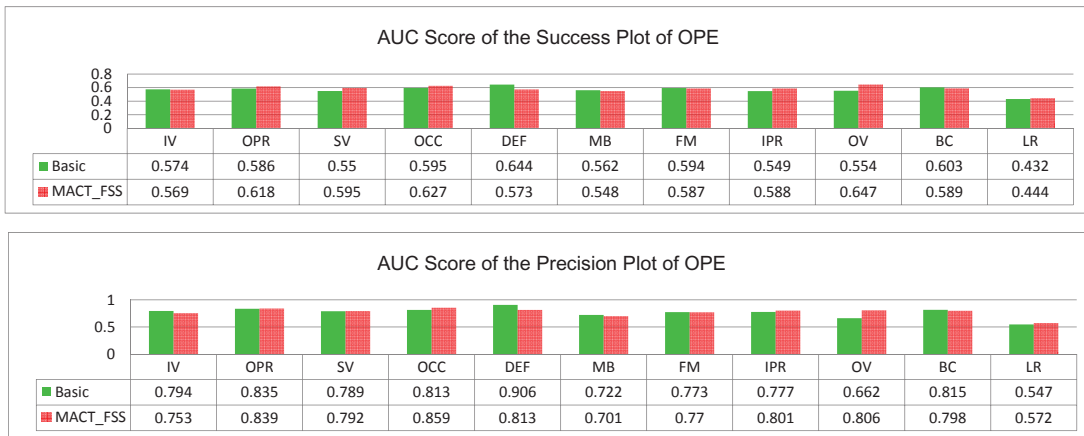 AUC Score of the Success Plot of OPE
0.8
0.6
0.4
0.2
0
IV OPR SV OCC DEF MB FM IPR OV BC LR
Basic 0.574 0.586 0.55 0.595 0.644 0.562 0.594 0.549 0.554 0.603 0.432
MACT_FSS 0.569 0.618 0.595 0.627 0.573 0.548 0.587 0.588 0.647 0.589 0.444
AUC Score of the Precision Plot of OPE
1
0.5
0
IV OPR SV OCC DEF MB FM IPR OV BC LR
Basic 0.794 0.835 0.789 0.813 0.906 0.722 0.773 0.777 0.662 0.815 0.547
MACT_FSS 0.753 0.839 0.792 0.859 0.813 0.701 0.77 0.801 0.806 0.798 0.572